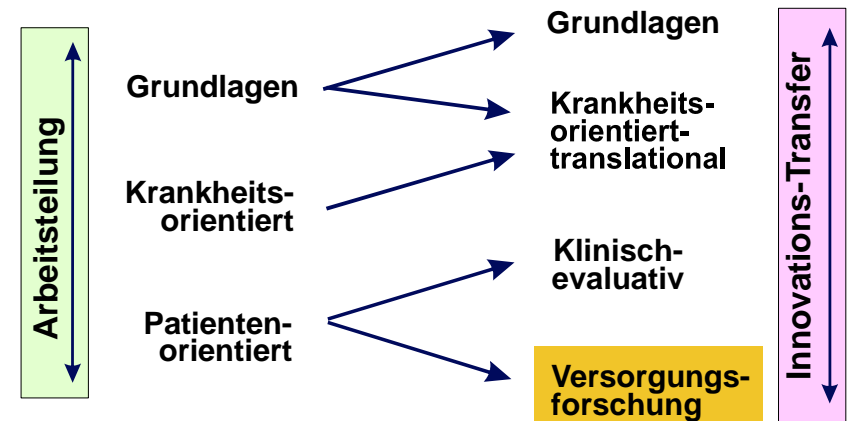 Arbeitsteilung
Grundlagen
Krankheits-
orientiert
Patienten-
orientiert
Grundlagen
Krankheits-
orientiert-
translational
Klinisch-
evaluativ
Versorgungs-
forschung
Innovations-Transfer